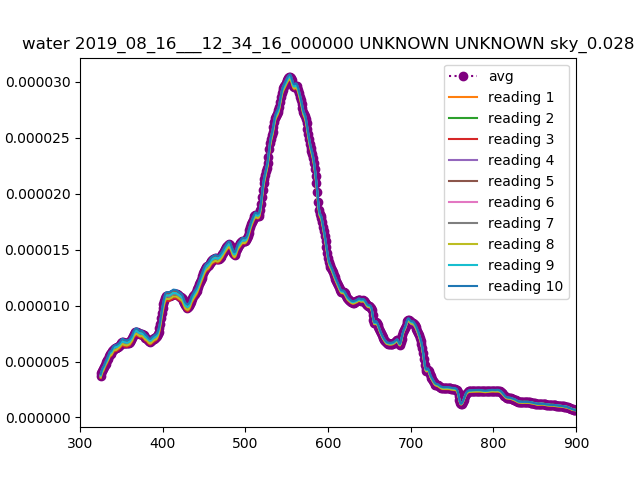 water 2019_08_16___12_34_16_000000 UNKNOWN UNKNOWN sky_0.028
0.000030
0.000025
0.000020
0.000015
0.000010
0.000005
0.000000
300 400 500 600 700 800 900
avg
reading 1
reading 2
reading 3
reading 4
reading 5
reading 6
reading 7
reading 8
reading 9
reading 10